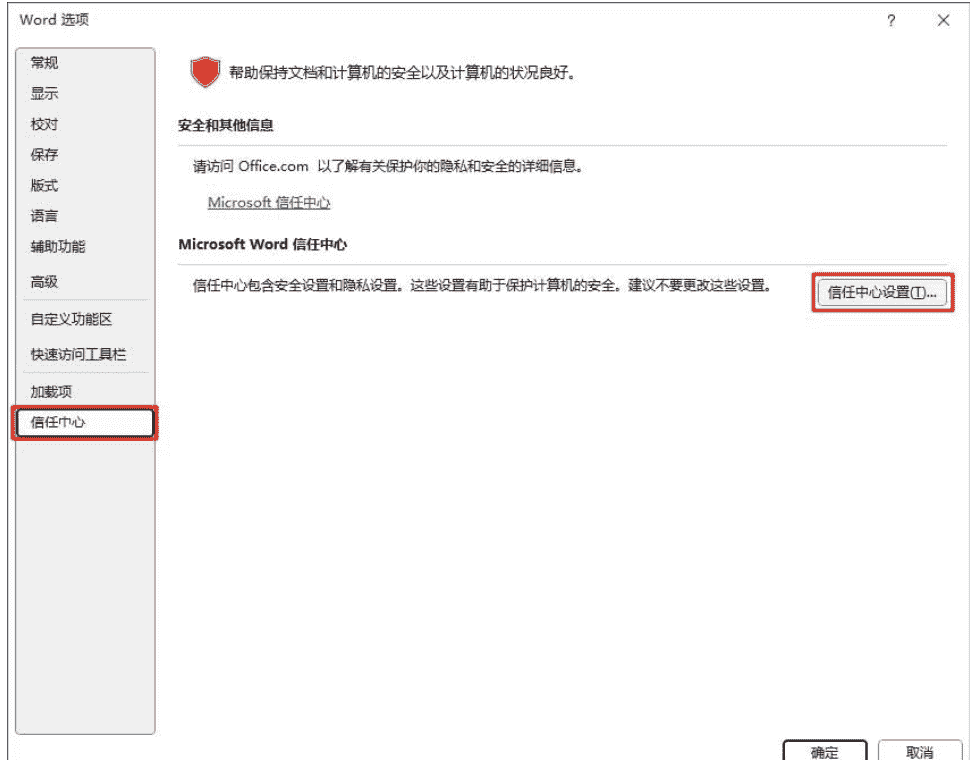 Word 选项
?
常规
显示
校对
保存
版式
语言
辅助功能
高级
自定义功能区
快速访问工具栏
加载项
信任中心
帮助保持文档和计算机的安全以及计算机的状况良好。
安全和其他信息
请访问 Office.com 以了解有关保护你的隐私和安全的详细信息。
Microsoft 信任中心
Microsoft Word 信任中心
信任中心包含安全设置和隐私设置。这些设置有助于保护计算机的安全。建议不要更改这些设置。
信任中心设置(T)...
确定
取消